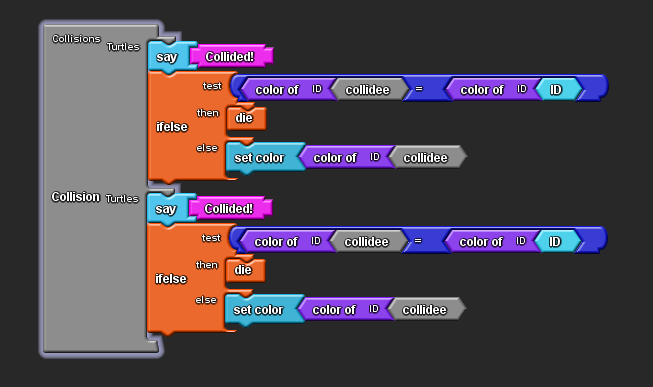 Collisions
Turtles
say Collided!
test color of ID collidee = color of ID ID
then die
ifelse
else set color color of ID collidee
Collision Turtles
say Collided!
test color of ID collidee = color of ID ID
then die
ifelse
else set color color of ID collidee